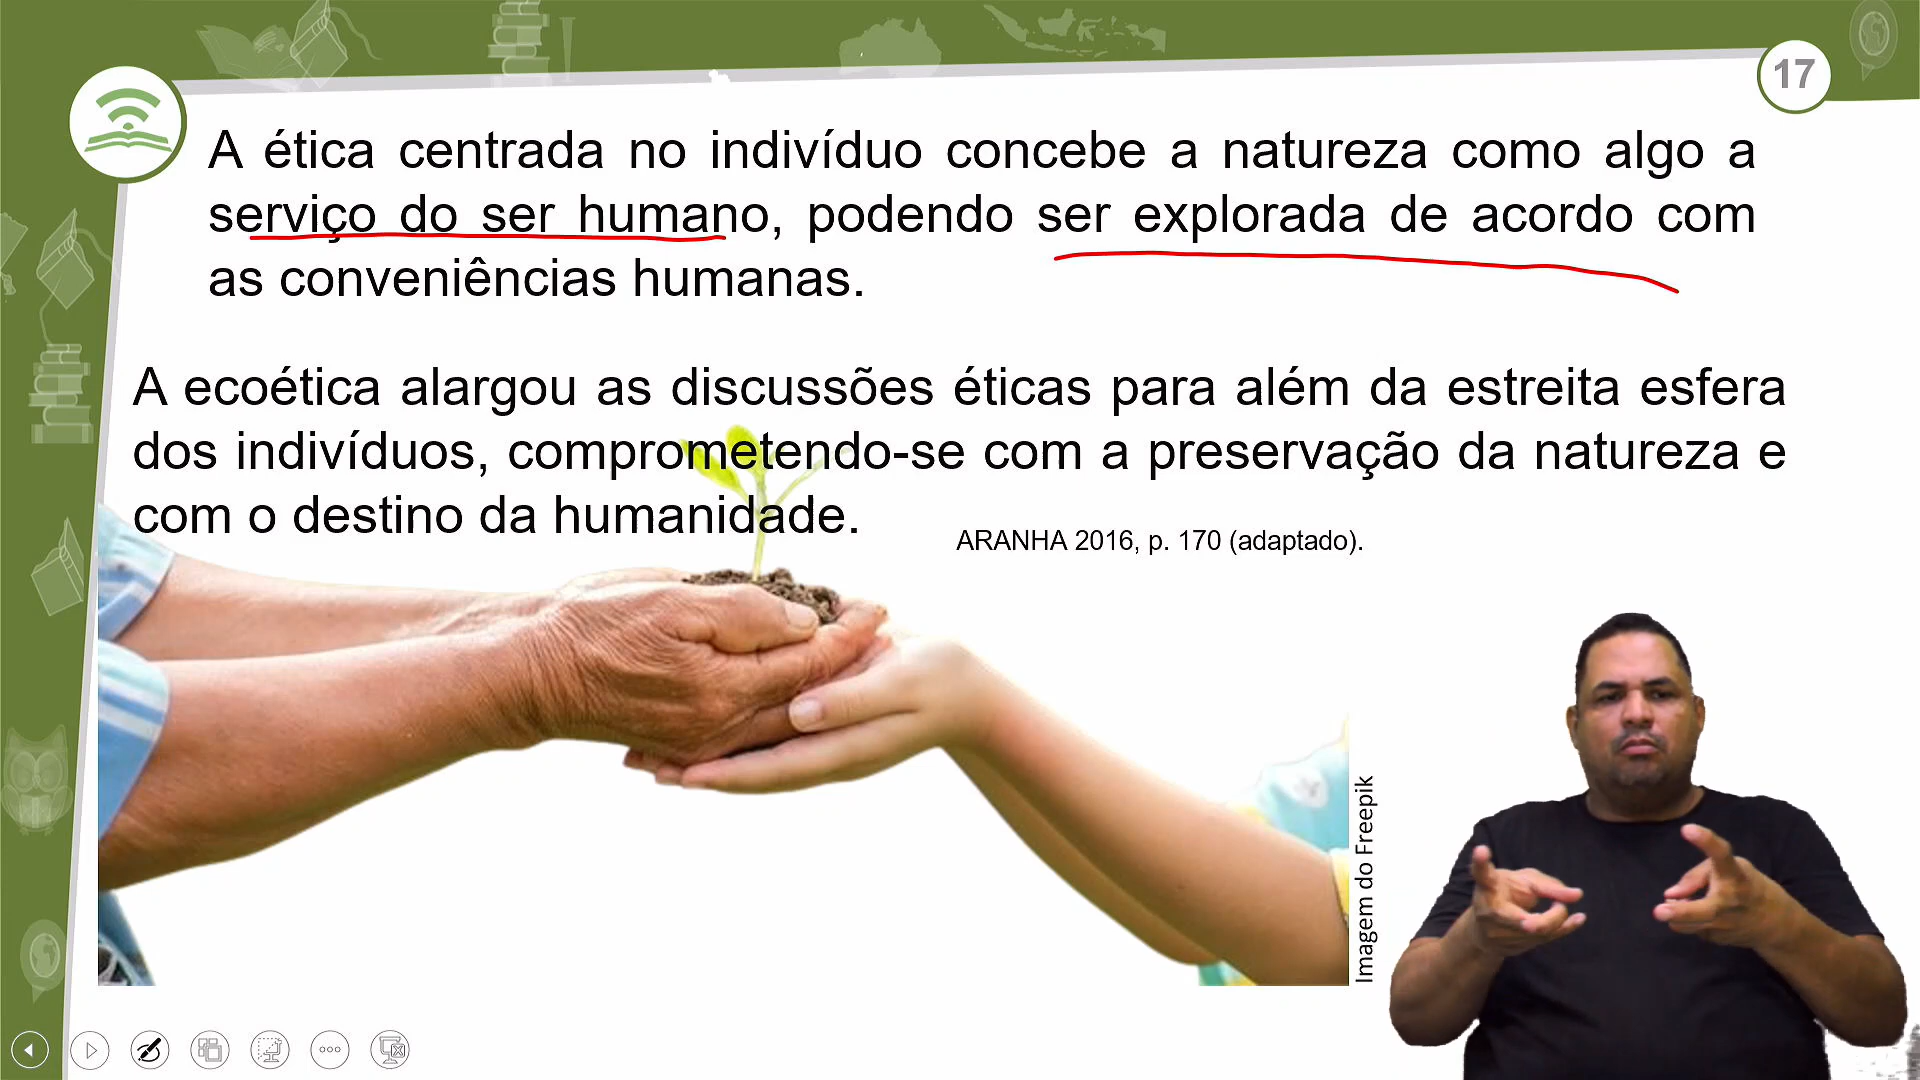 17
A ética centrada no indivíduo concebe a natureza como algo a
serviço do ser humano, podendo ser explorada de acordo com
as conveniências humanas.
A ecoética alargou as discussões éticas para além da estreita esfera
dos indivíduos, comprometendo-se com a preservação da natureza e
com o destino da humanidade.
ARANHA 2016, p. 170 (adaptado).
Imagem do Freepik